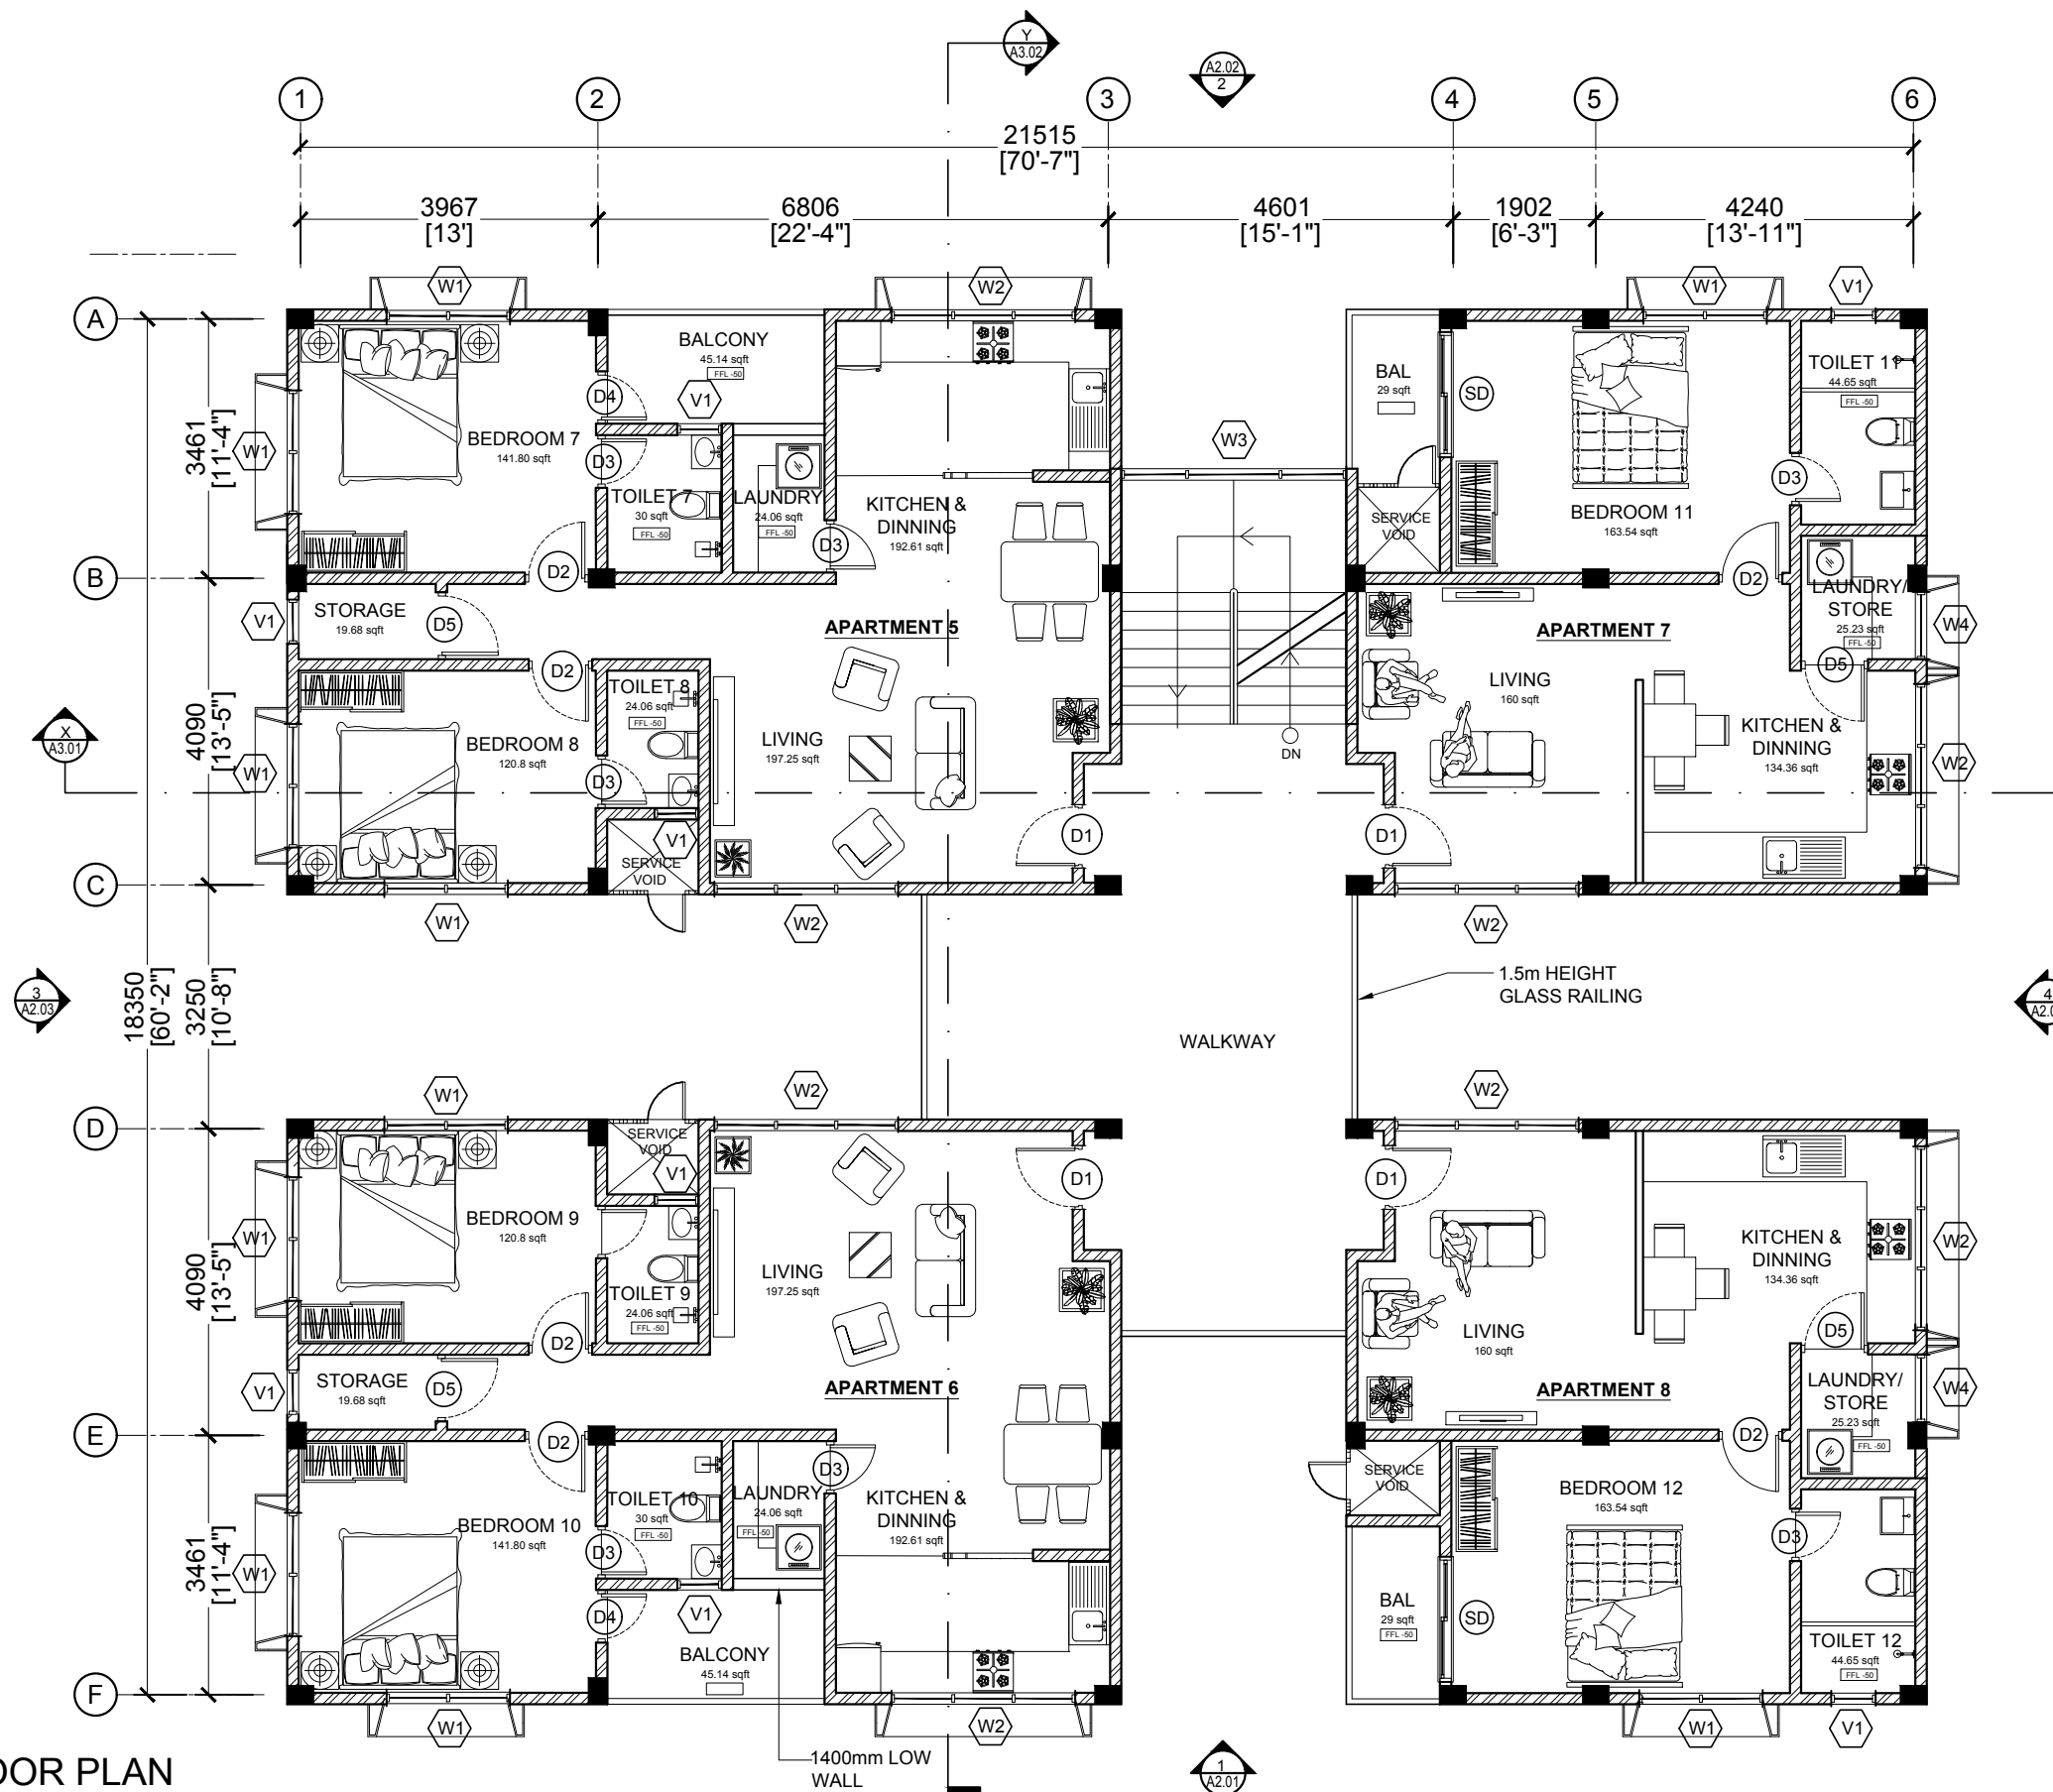 Y
A3.02
A2.02
2
1
2
3
4
5
6
21515
[70'-7"]
3967
[13']
6806
[22'-4"]
4601
[15'-1"]
1902
[6'-3"]
4240
[13'-11"]
W1
W2
W1
V1
A
BALCONY
45.14 sqft
FFL -50
BAL
29 sqft
TOILET 11
44.65 sqft
FFL -50
D4
V1
SD
3461
[11'-4"]
W1
BEDROOM 7
141.80 sqft
D3
W3
D3
TOILET 7
30 sqft
FFL -50
LAUNDRY
24.06 sqft
FFL -50
KITCHEN &
DINNING
192.61 sqft
D3
SERVICE
VOID
BEDROOM 11
163.54 sqft
B
D2
D2
LAUNDRY/
STORE
25.23 sqft
FFL -50
W4
V1
STORAGE
19.68 sqft
D5
APARTMENT 5
APARTMENT 7
D5
D2
TOILET 8
24.06 sqft
FFL -50
LIVING
160 sqft
X
A3.01
4090
[13'-5"]
W1
BEDROOM 8
120.8 sqft
D3
LIVING
197.25 sqft
DN
KITCHEN &
DINNING
134.36 sqft
W2
V1
D1
D1
SERVICE
VOID
C
W1
W2
W2
3
A2.03
18350
[60'-2"]
3250
[10'-8"]
1.5m HEIGHT
GLASS RAILING
4
WALKWAY
W1
W2
W2
D
SERVICE
VOID
V1
D1
D1
4090
[13'-5"]
W1
BEDROOM 9
120.8 sqft
LIVING
197.25 sqft
KITCHEN &
DINNING
134.36 sqft
W2
TOILET 9
24.06 sqft
FFL -50
D2
LIVING
160 sqft
D5
V1
STORAGE
19.68 sqft
D5
APARTMENT 6
APARTMENT 8
LAUNDRY/
STORE
25.23 sqft
FFL -50
W4
E
D2
D2
D3
SERVICE
VOID
3461
[11'-4"]
W1
BEDROOM 10
141.80 sqft
TOILET 10
30 sqft
FFL -50
LAUNDRY
24.06 sqft
FFL -50
KITCHEN &
DINNING
192.61 sqft
BEDROOM 12
163.54 sqft
D3
D3
D4
V1
BAL
29 sqft
FFL -50
SD
BALCONY
45.14 sqft
TOILET 12
44.65 sqft
FFL -50
F
W1
W2
W1
V1
1400mm LOW
WALL
1
A2.01
PLAN